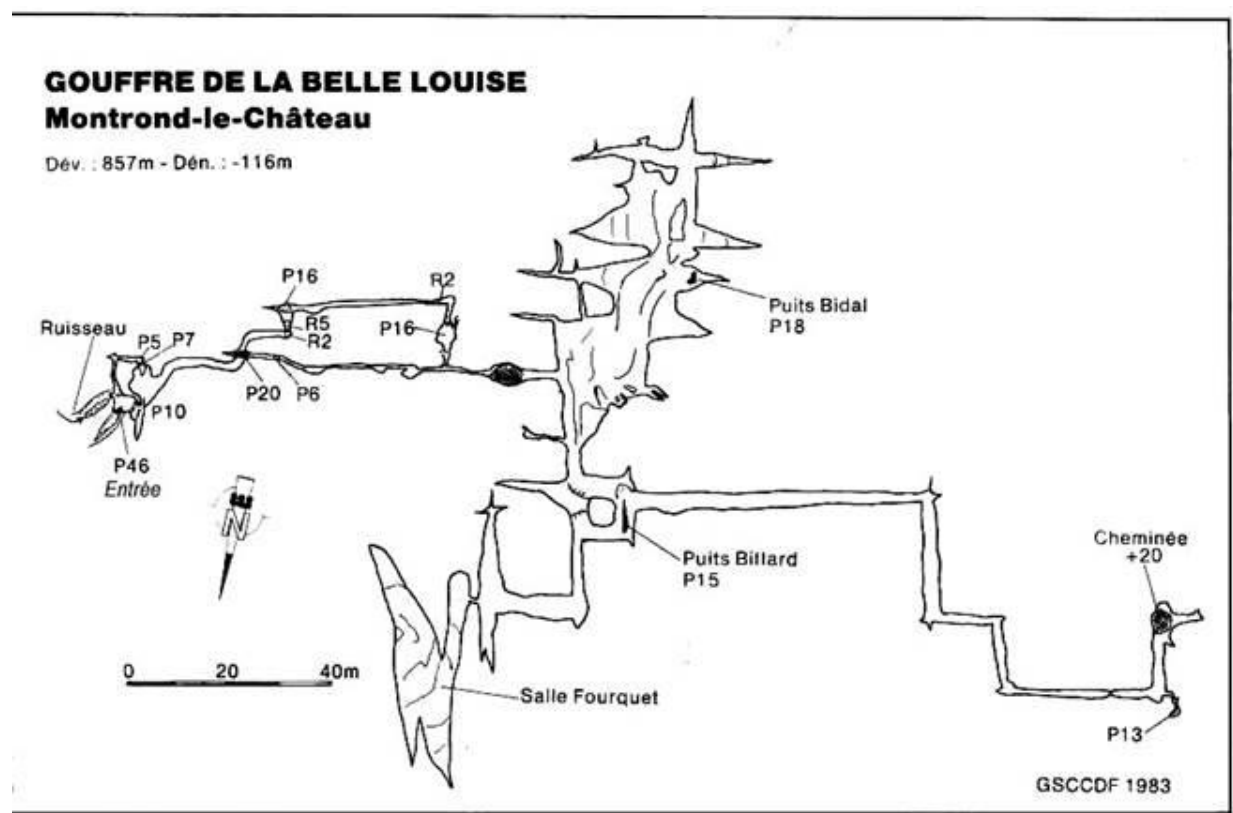 GOUFFRE DE LA BELLE LOUISE
Montrond-le-Château
Dév. : 857m - Dén. : -116m
P16
R2
Ruisseau
R5
P16
P5
P7
R2
Puits Bidal
P18
P20
P6
P10
P46
Entrée
N
Puits Billard
P15
Cheminée
+20
0 20 40m
Salle Fourquet
P13
GSCCDF 1983